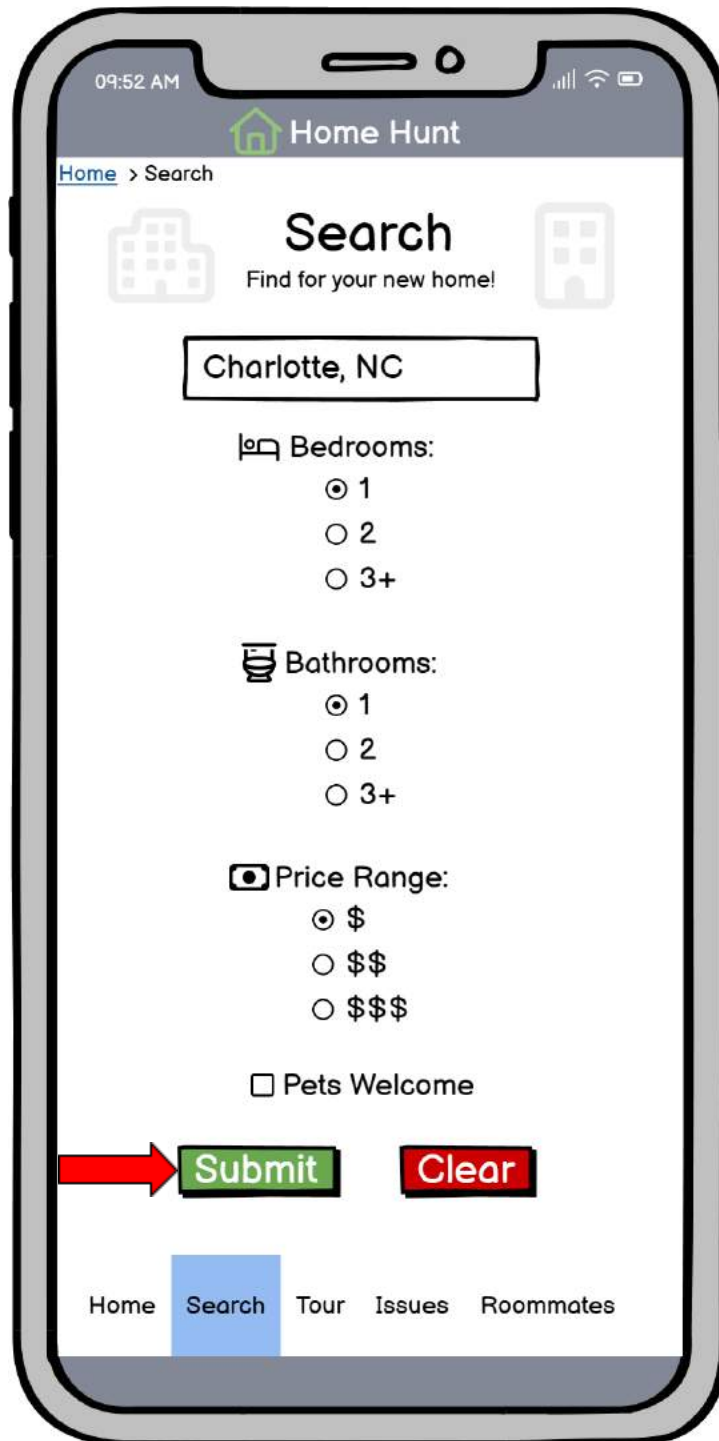 09:52 AM
Home Hunt
Home > Search
Search
Find for your new home!
Charlotte, NC
Bedrooms:
1
2
3+
Bathrooms:
1
2
3+
Price Range:
$
$$
$$$
Pets Welcome
Submit Clear
Home Search Tour Issues Roommates